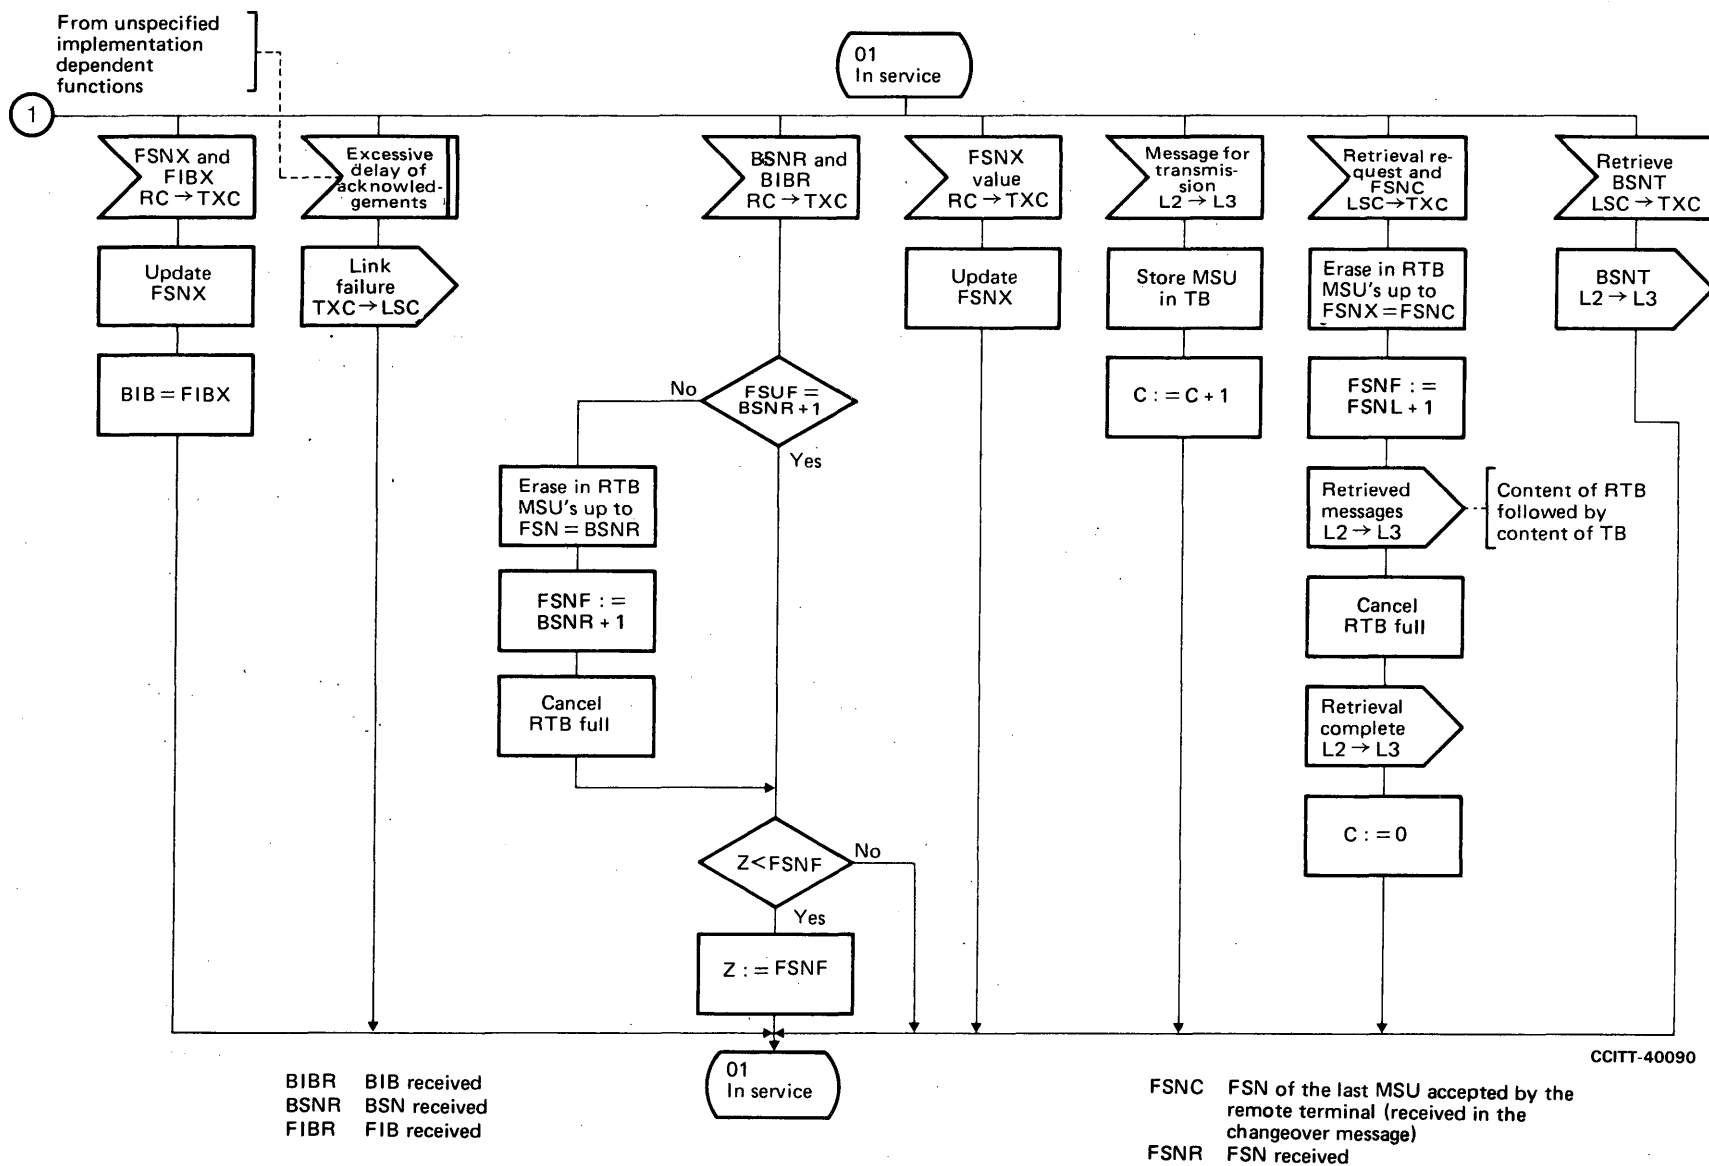 From unspecified
implementation
dependent
functions
01
In service
1
FSNX and
FIBX
RC → TXC
Excessive
delay of
acknowled-
gements
BSNR and
BIBR
RC → TXC
FSNX
value
RC → TXC
Message for
transmis-
sion
L2 → L3
Retrieval re-
quest and
FSNC
LSC→TXC
Retrieve
BSNT
LSC → TXC
Update
FSNX
Link
failure
TXC → LSC
Update
FSNX
Store MSU
in TB
Erase in RTB
MSU's up to
FSNX = FSNC
BSNT
L2 → L3
BIB = FIBX
No
FSUF =
BSNR + 1
Yes
C : = C + 1
FSNF : =
FSNL + 1
Erase in RTB
MSU's up to
FSN = BSNR
Retrieved
messages
L2 → L3
Content of RTB
followed by
content of TB
FSNF : =
BSNR + 1
Cancel
RTB full
Cancel
RTB full
Retrieval
complete
L2 → L3
Z<FSNF
No
Yes
C : = 0
Z : = FSNF
01
In service
CCITT-40090
BIBR BIB received
BSNR BSN received
FIBR FIB received
FSNC FSN of the last MSU accepted by the
remote terminal (received in the
changeover message)
FSNR FSN received